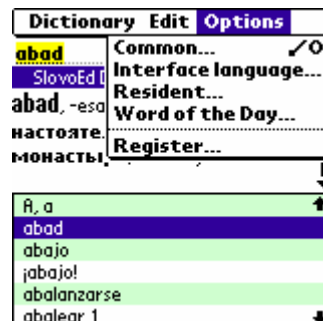 Dictionary Edit Options
abad
Common... /O
Interface language...
SlovoEd
Resident...
abad, -esa
Word of the Day...
настояте
Register...
монасты
A, a
abad
abajo
¡abajo!
abalanzarse
abalear 1